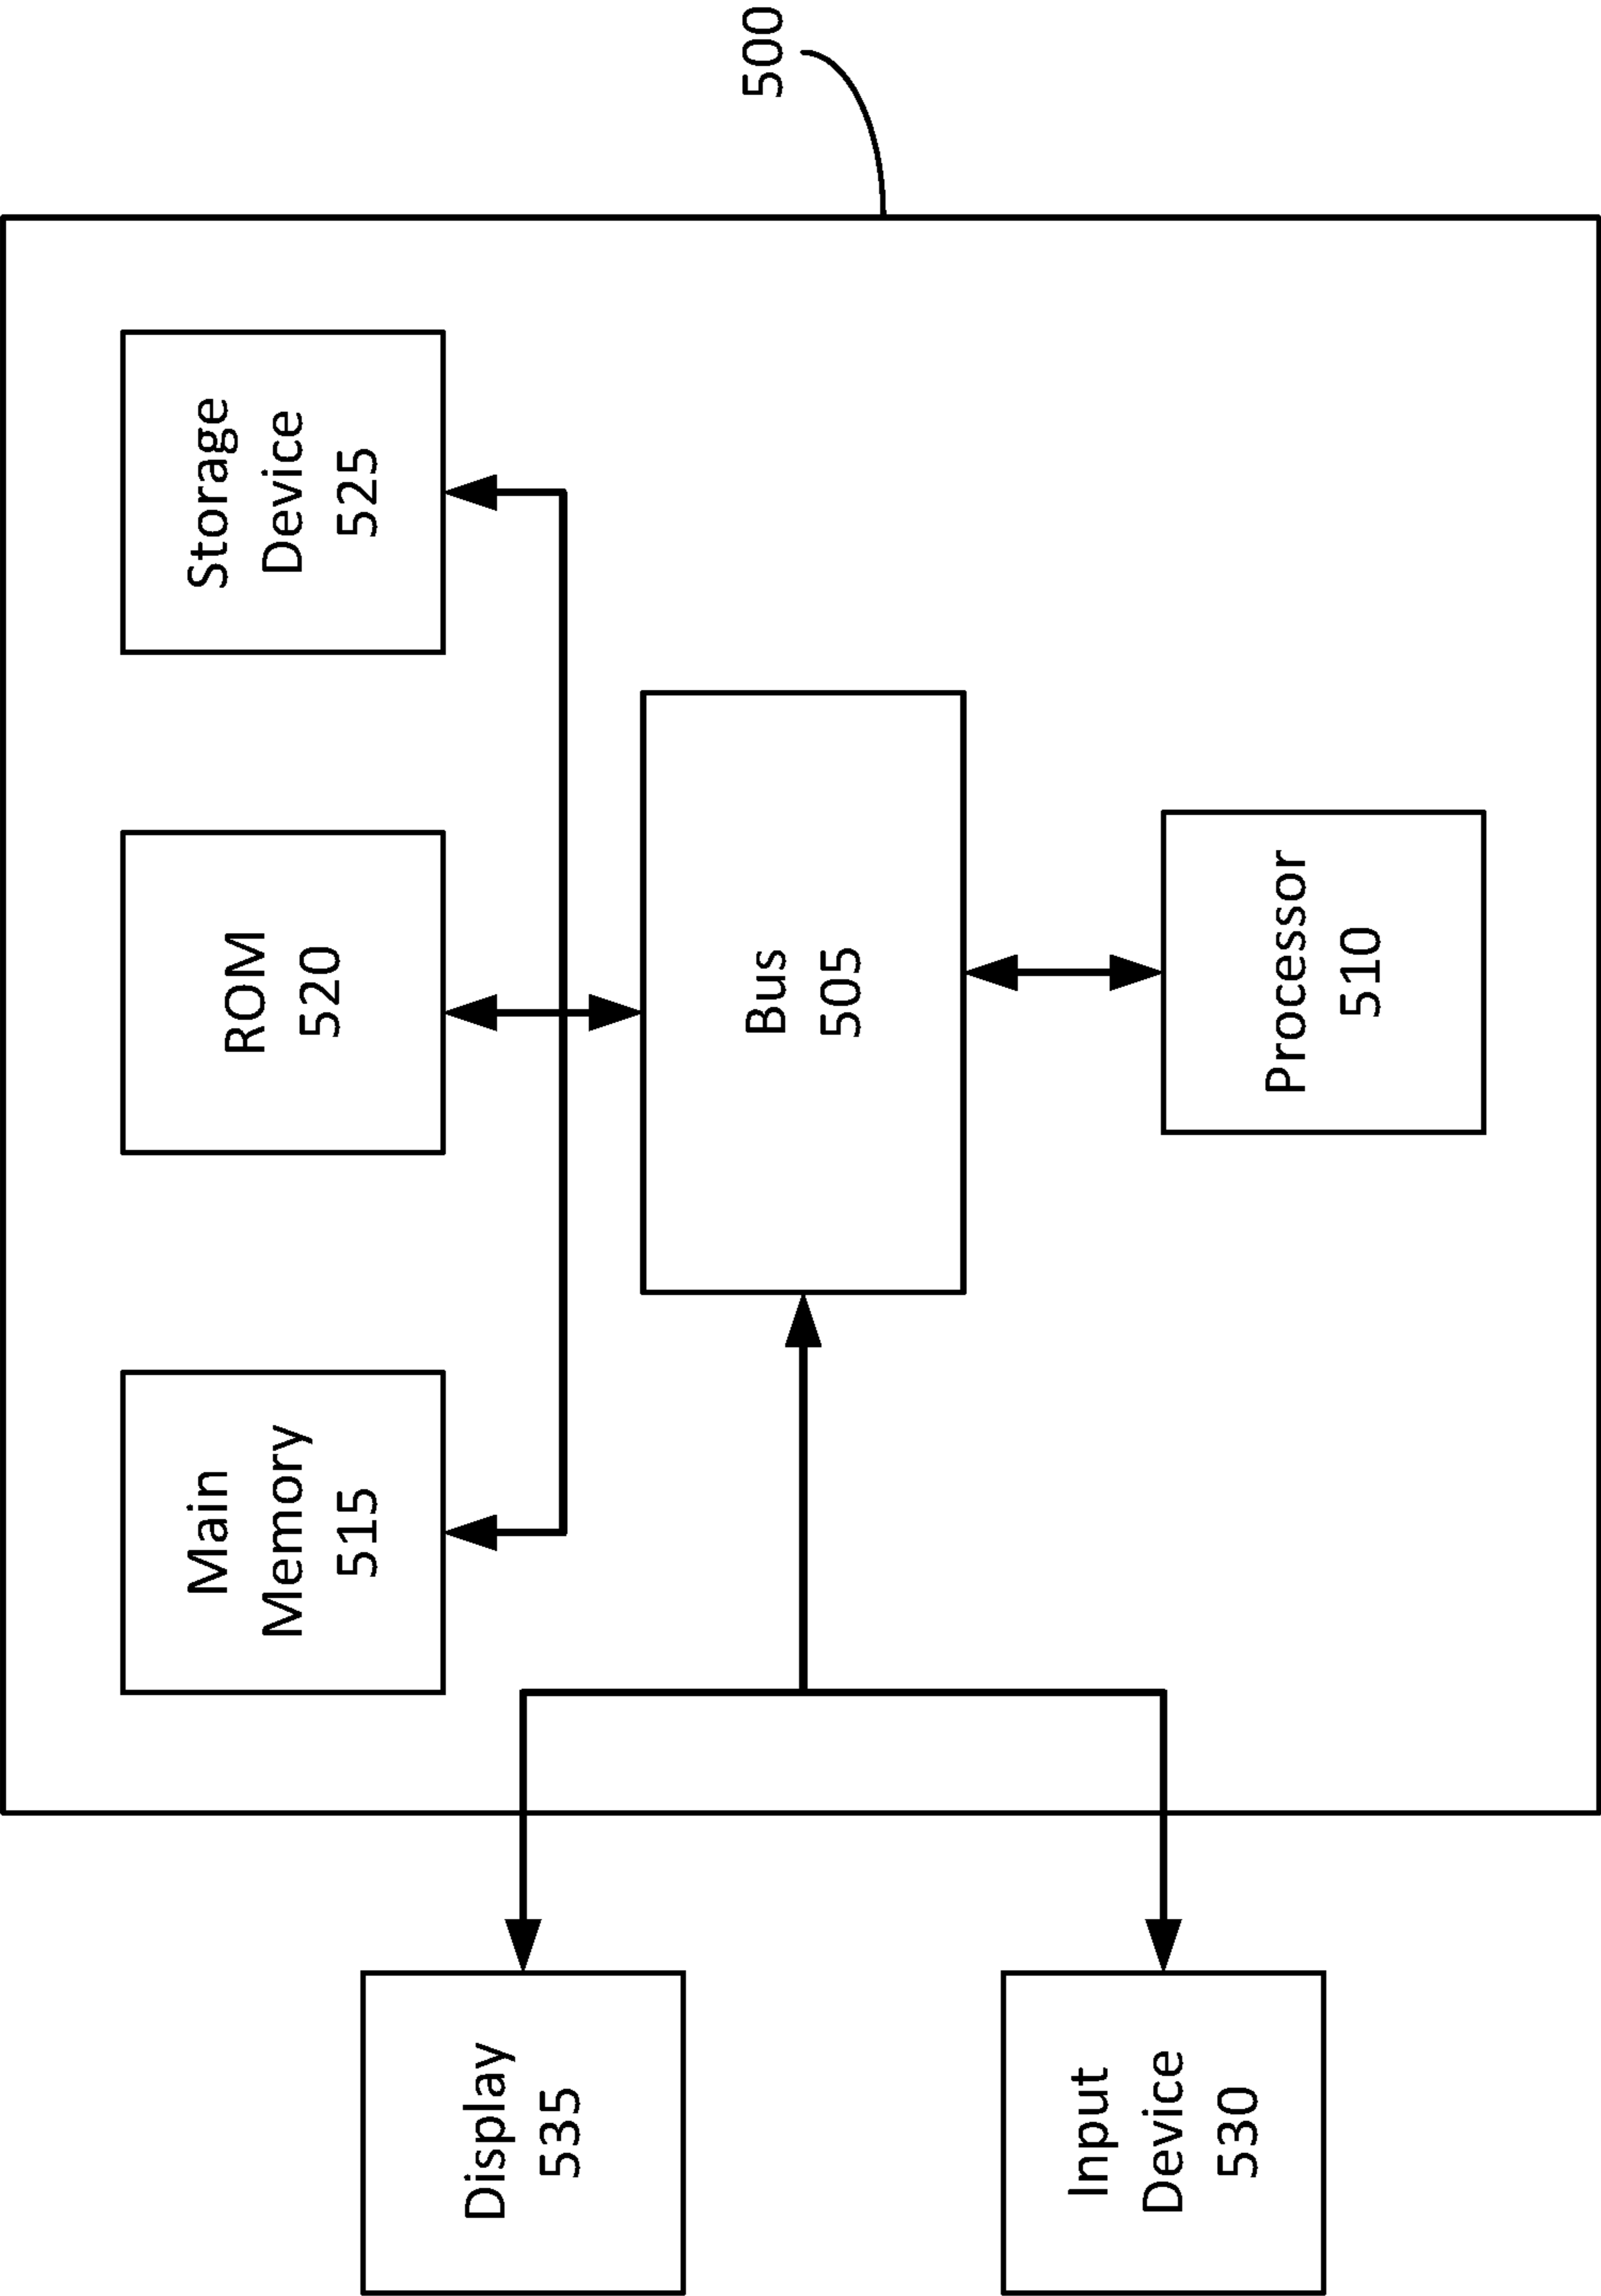 Main
Memory
515
ROM
520
Storage
Device
525
Display
535
Bus
505
500
Input
Device
530
Processor
510